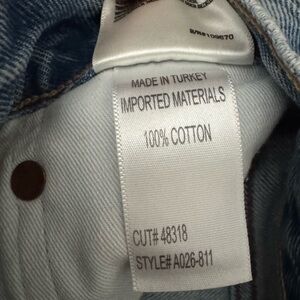 MADE IN TURKEY
IMPORTED MATERIALS
100% COTTON
CUT# 48318
STYLE# A026-811